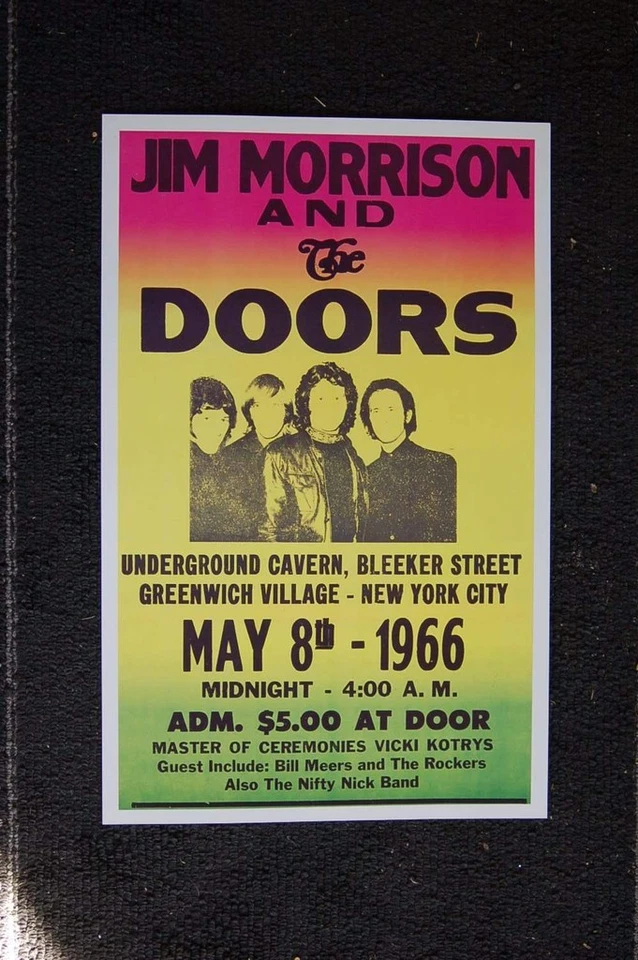 JIM MORRISON
AND
The
DOORS
UNDERGROUND CAVERN, BLEEKER STREET
GREENWICH VILLAGE - NEW YORK CITY
MAY 8th - 1966
MIDNIGHT - 4:00 A. M.
ADM. $5.00 AT DOOR
MASTER OF CEREMONIES VICKI KOTRYS
Guest Include: Bill Meers and The Rockers
Also The Nifty Nick Band